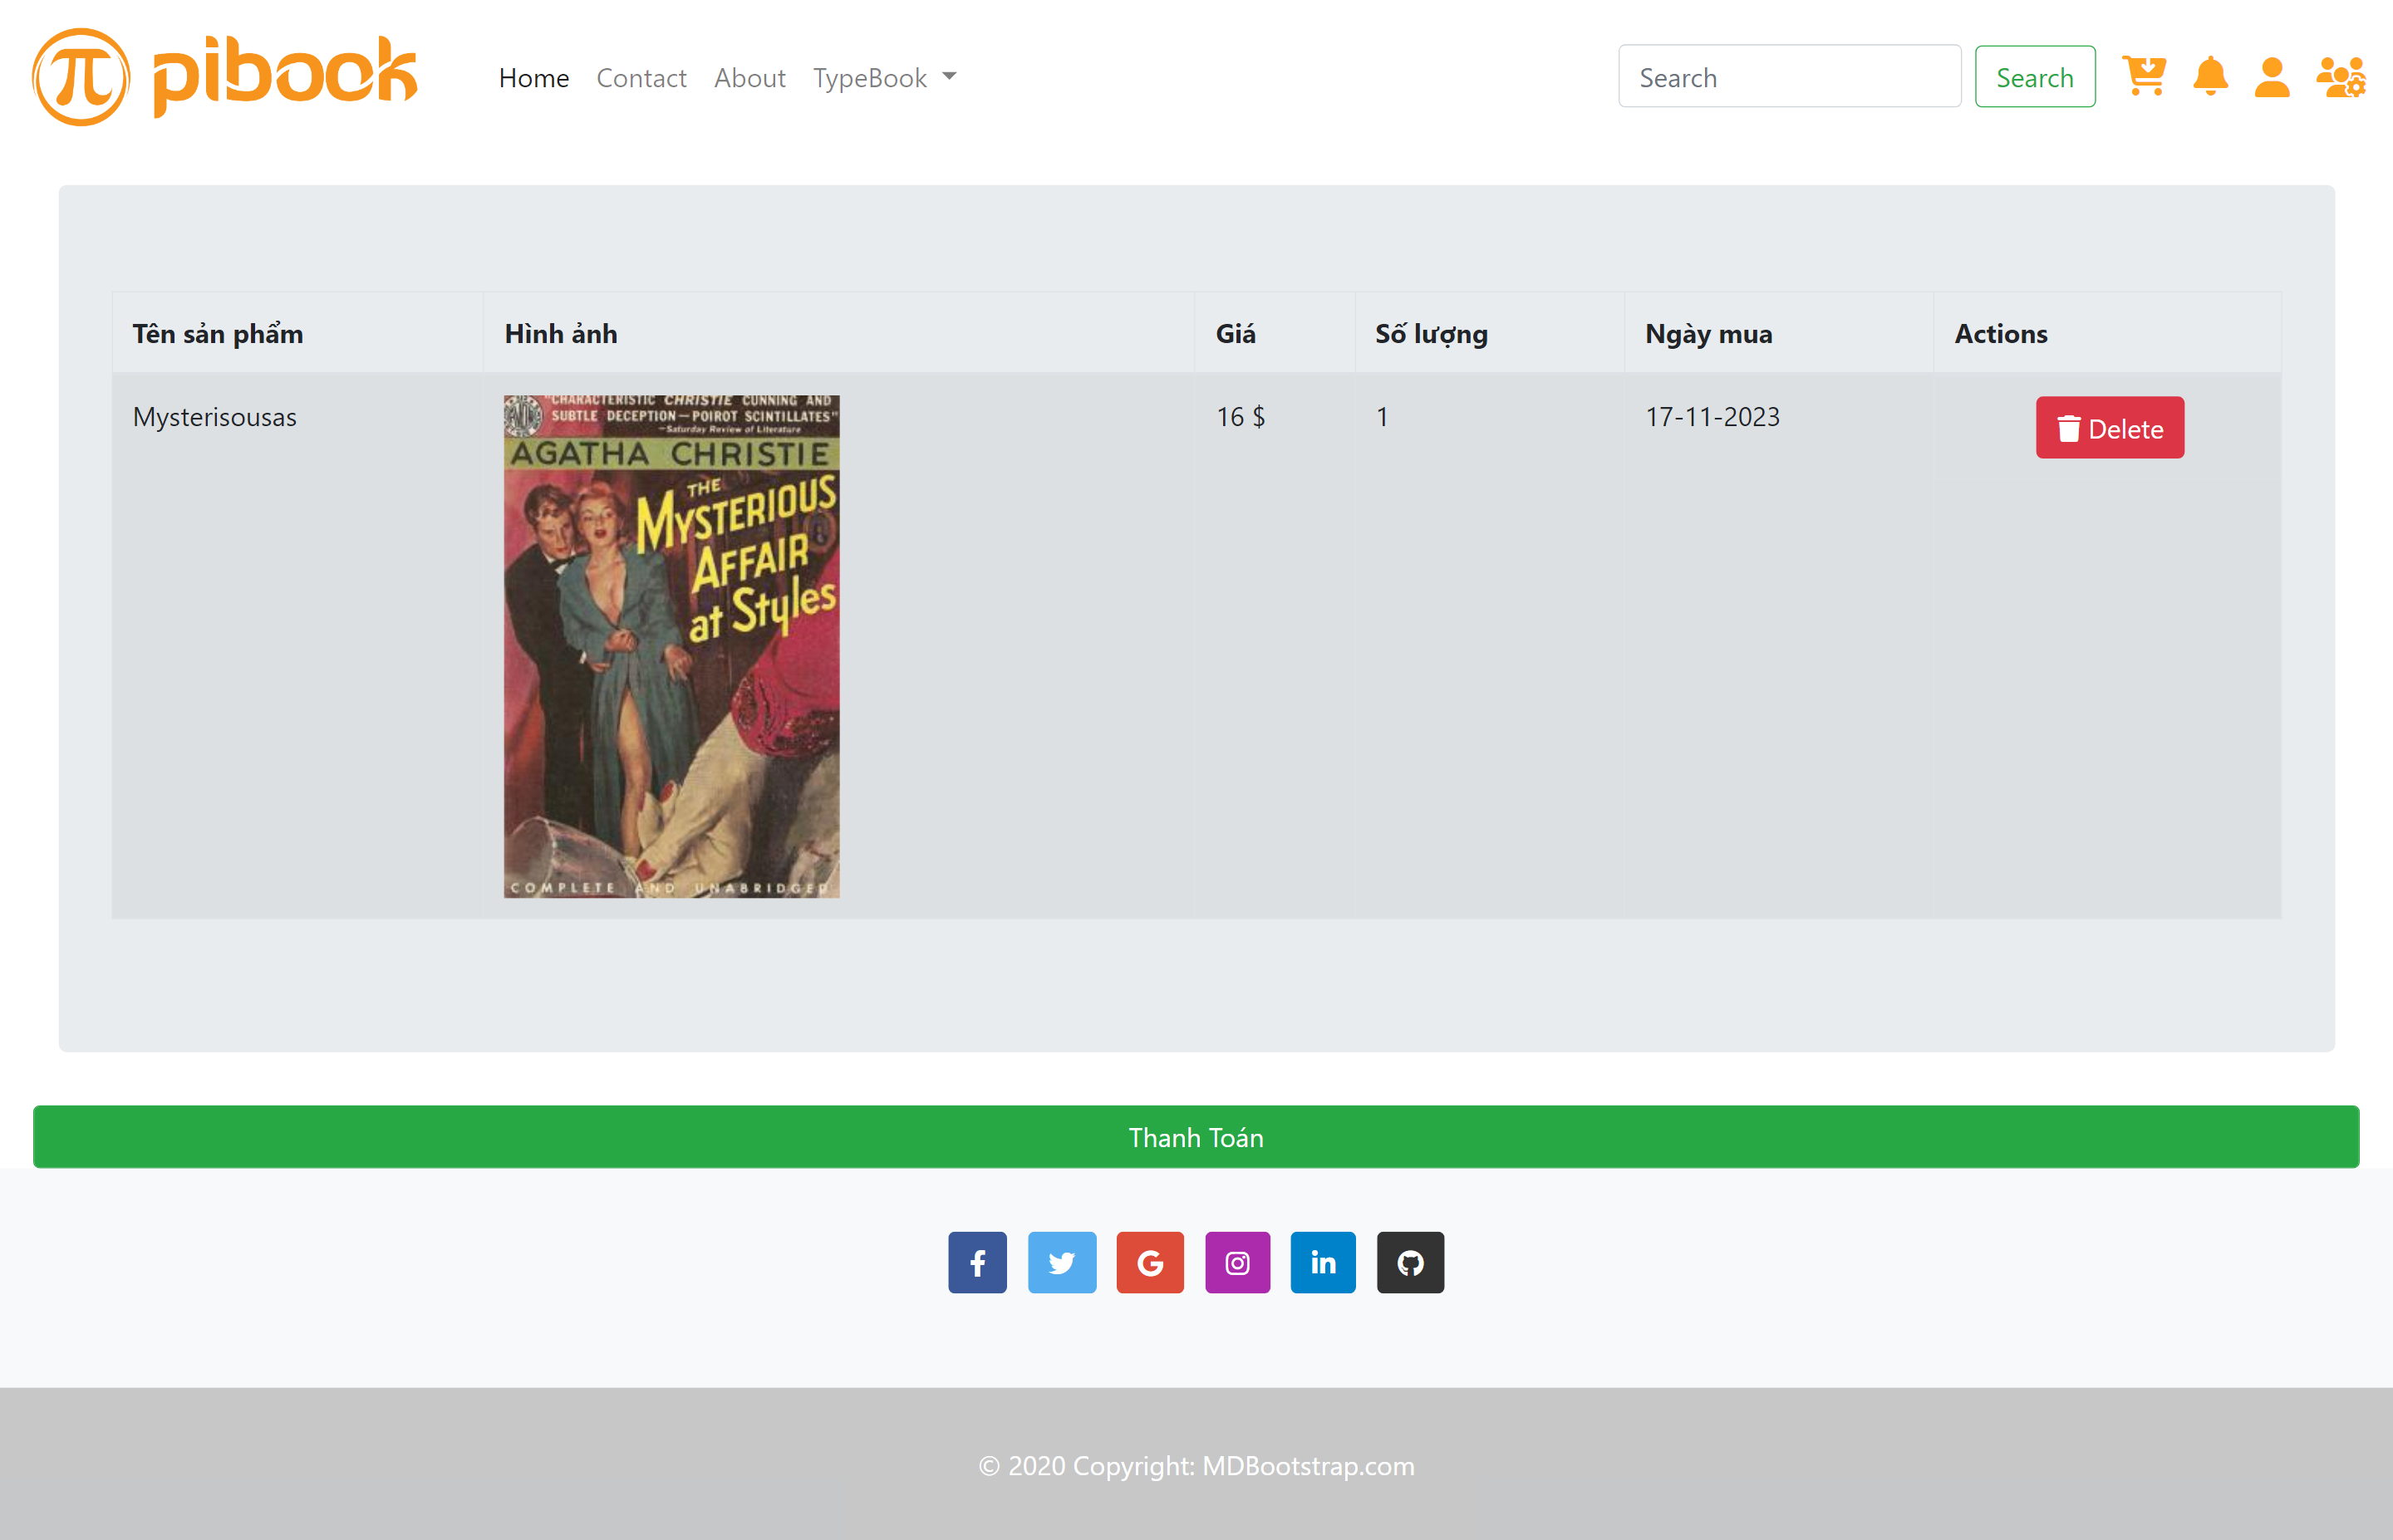 π pibook
Home Contact About TypeBook
Search Search
Tên sản phẩm Hình ảnh Giá Số lượng Ngày mua Actions
Mysterisousas 16 $ 1 17-11-2023 Delete
"CHARACTERISTIC CHRISTIE CUNNING AND
SUBTLE DECEPTION—POIROT SCINTILLATES"
—Saturday Review of Literature
AGATHA CHRISTIE
THE
MYSTERIOUS
AFFAIR
at Styles
COMPLETE AND UNABRIDGED
Thanh Toán
© 2020 Copyright: MDBootstrap.com